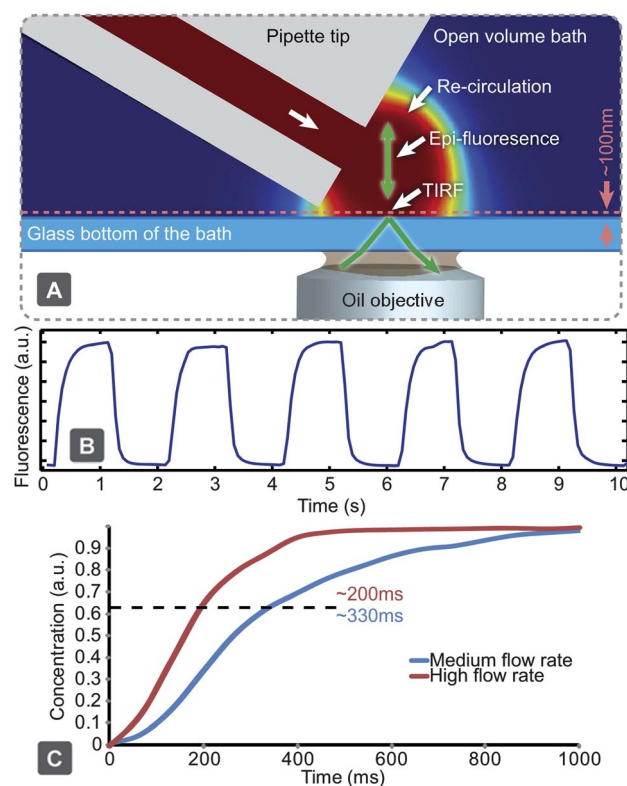 Pipette tip
Open volume bath
Re-circulation
Epi-fluoresence
TIRF
~100nm
Glass bottom of the bath
A
Oil objective
Fluorescence (a.u.)
B
0 1 2 3 4 5 6 7 8 9 10
Time (s)
Concentration (a.u.)
0.9
0.8
0.7
0.6
0.5
0.4
0.3
0.2
0.1
0
~200ms
~330ms
Medium flow rate
High flow rate
C
0 200 400 600 800 1000
Time (ms)